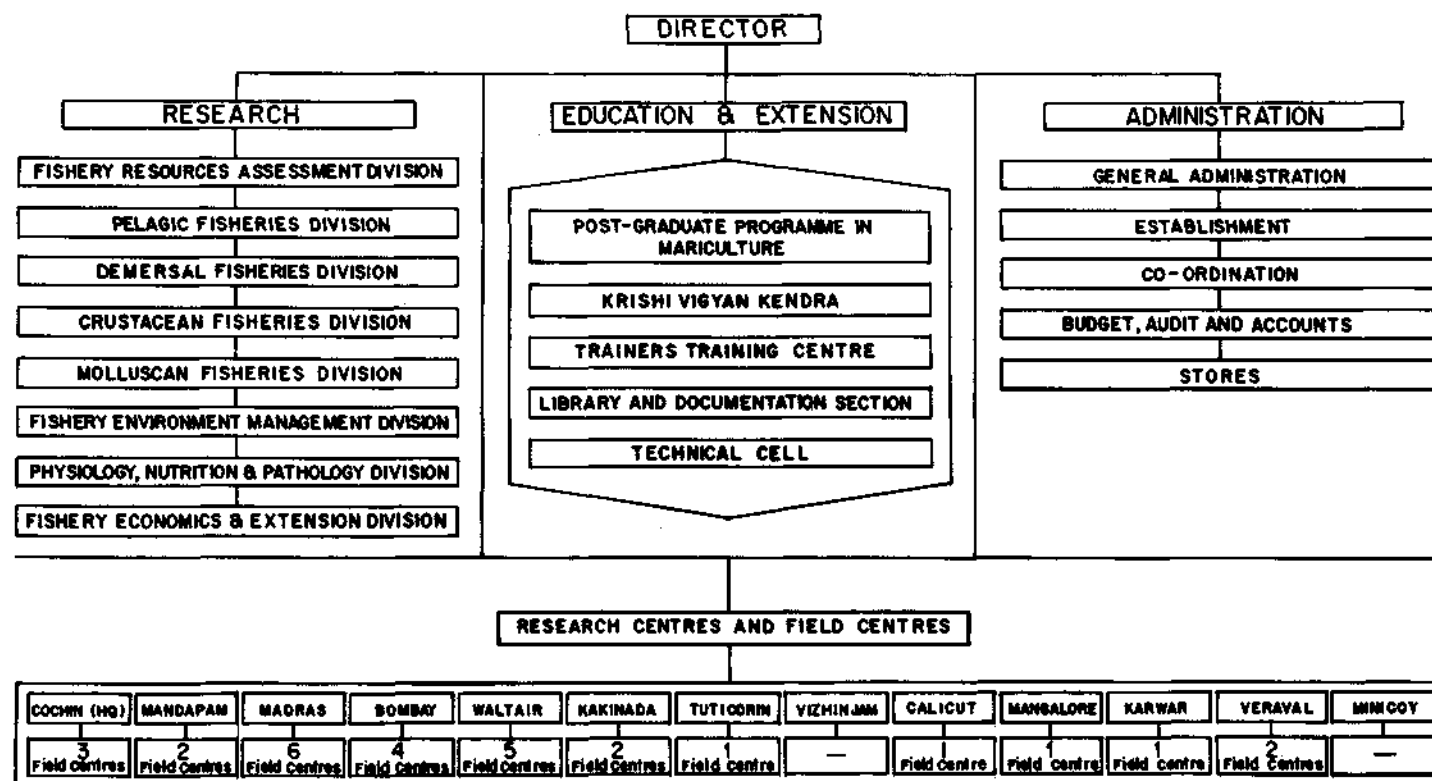 DIRECTOR
RESEARCH
FISHERY RESOURCES ASSESSMENT DIVISION
PELAGIC FISHERIES DIVISION
DEMERSAL FISHERIES DIVISION
CRUSTACEAN FISHERIES DIVISION
MOLLUSCAN FISHERIES DIVISION
FISHERY ENVIRONMENT MANAGEMENT DIVISION
PHYSIOLOGY, NUTRITION & PATHOLOGY DIVISION
FISHERY ECONOMICS & EXTENSION DIVISION
EDUCATION & EXTENSION
POST-GRADUATE PROGRAMME IN
MARICULTURE
KRISHI VIGYAN KENDRA
TRAINERS TRAINING CENTRE
LIBRARY AND DOCUMENTATION SECTION
TECHNICAL CELL
ADMINISTRATION
GENERAL ADMINISTRATION
ESTABLISHMENT
CO-ORDINATION
BUDGET, AUDIT AND ACCOUNTS
STORES
RESEARCH CENTRES AND FIELD CENTRES
COCHIN (HQ)
3
Field Centres
MANDAPAM
2
Field Centres
MADRAS
6
Field Centres
BOMBAY
4
Field Centres
WALTAIR
5
Field Centres
KAKINADA
2
Field Centres
TUTICORIN
1
Field Centre
VIZHINJAM
—
CALICUT
1
Field Centre
MANGALORE
1
Field Centre
KARWAR
1
Field Centre
VERAVAL
2
Field Centres
MINICOY
—